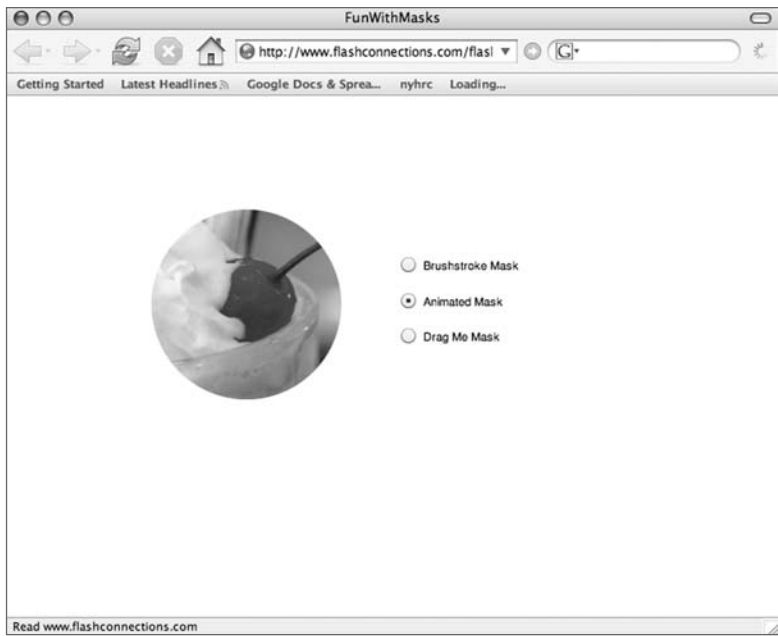 FunWithMasks
http://www.flashconnections.com/flasl
G
Getting Started Latest Headlines Google Docs & Sprea... nyhrc Loading...
Brushstroke Mask
Animated Mask
Drag Me Mask
Read www.flashconnections.com